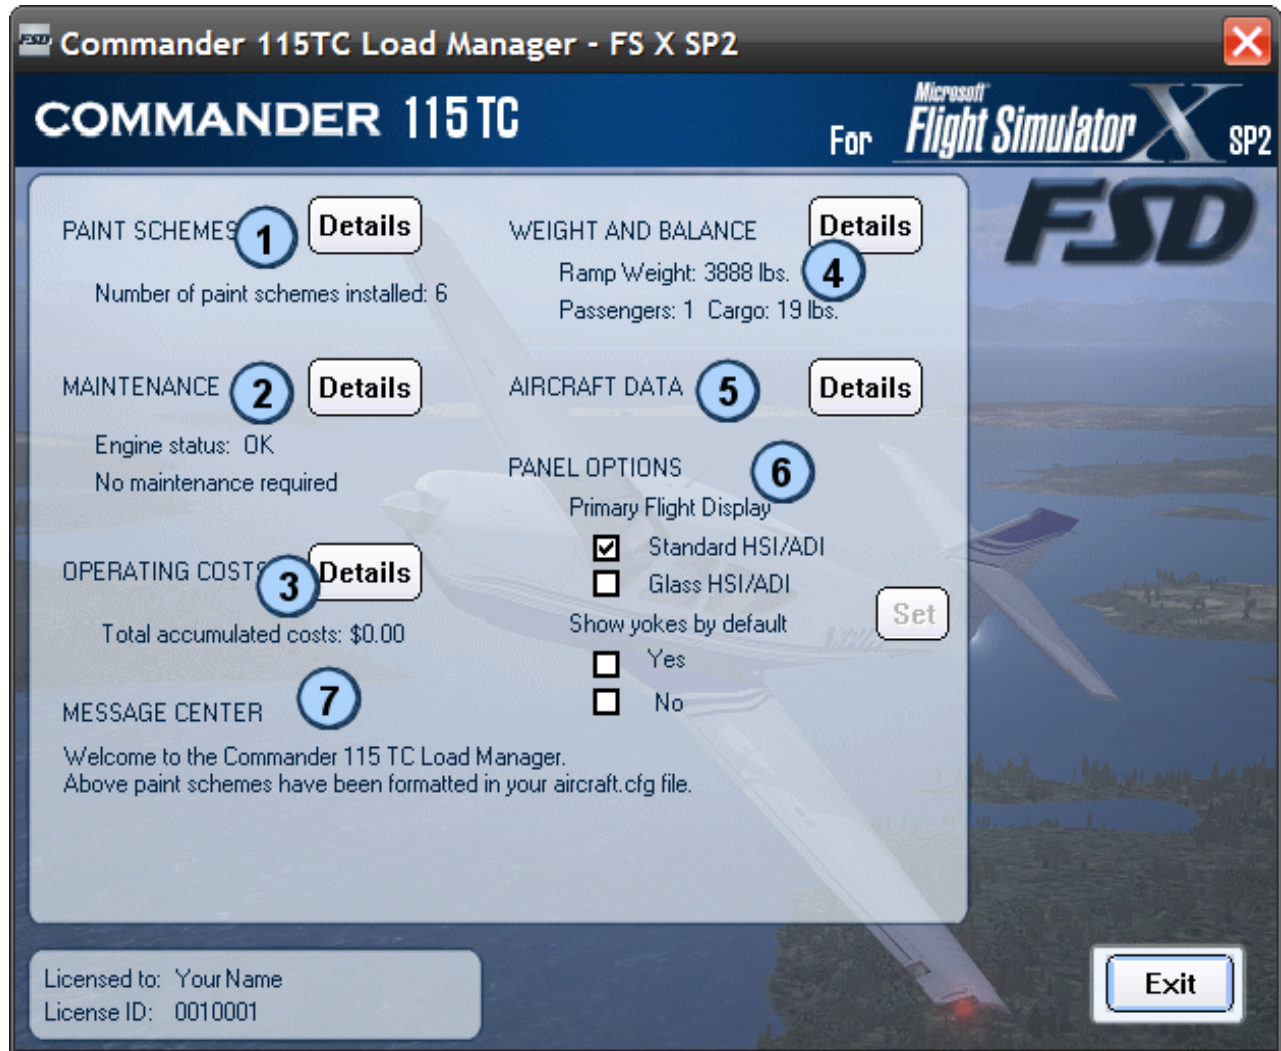 FSD Commander 115TC Load Manager - FS X SP2
COMMANDER 115 TC
For Microsoft Flight Simulator X SP2
FSD
PAINT SCHEMES 1 Details
Number of paint schemes installed: 6
WEIGHT AND BALANCE Details
Ramp Weight: 3888 lbs. 4
Passengers: 1 Cargo: 19 lbs.
MAINTENANCE 2 Details
Engine status: OK
No maintenance required
AIRCRAFT DATA 5 Details
PANEL OPTIONS 6
Primary Flight Display
Standard HSI/ADI
Glass HSI/ADI
Show yokes by default
Set
Yes
No
OPERATING COSTS 3 Details
Total accumulated costs: $0.00
MESSAGE CENTER 7
Welcome to the Commander 115 TC Load Manager.
Above paint schemes have been formatted in your aircraft.cfg file.
Licensed to: Your Name
License ID: 0010001
Exit